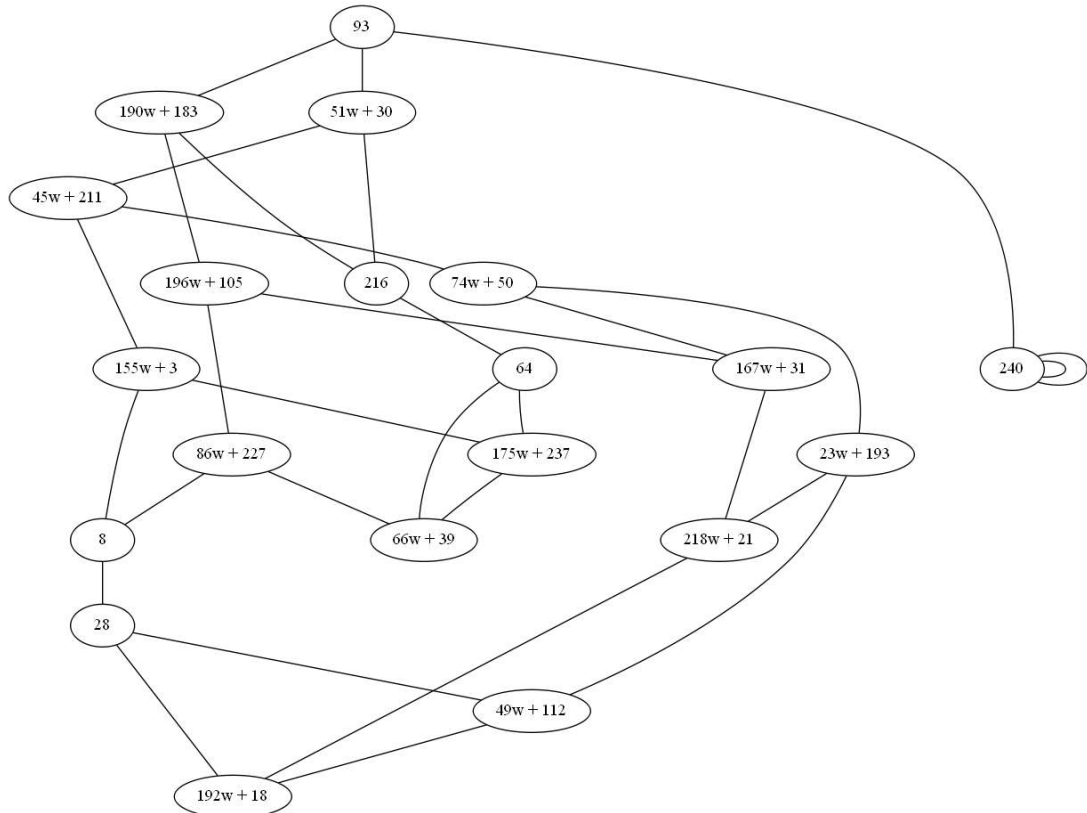 93
190w + 183
51w + 30
45w + 211
196w + 105
216
74w + 50
155w + 3
64
167w + 31
240
86w + 227
175w + 237
23w + 193
8
66w + 39
218w + 21
28
49w + 112
192w + 18